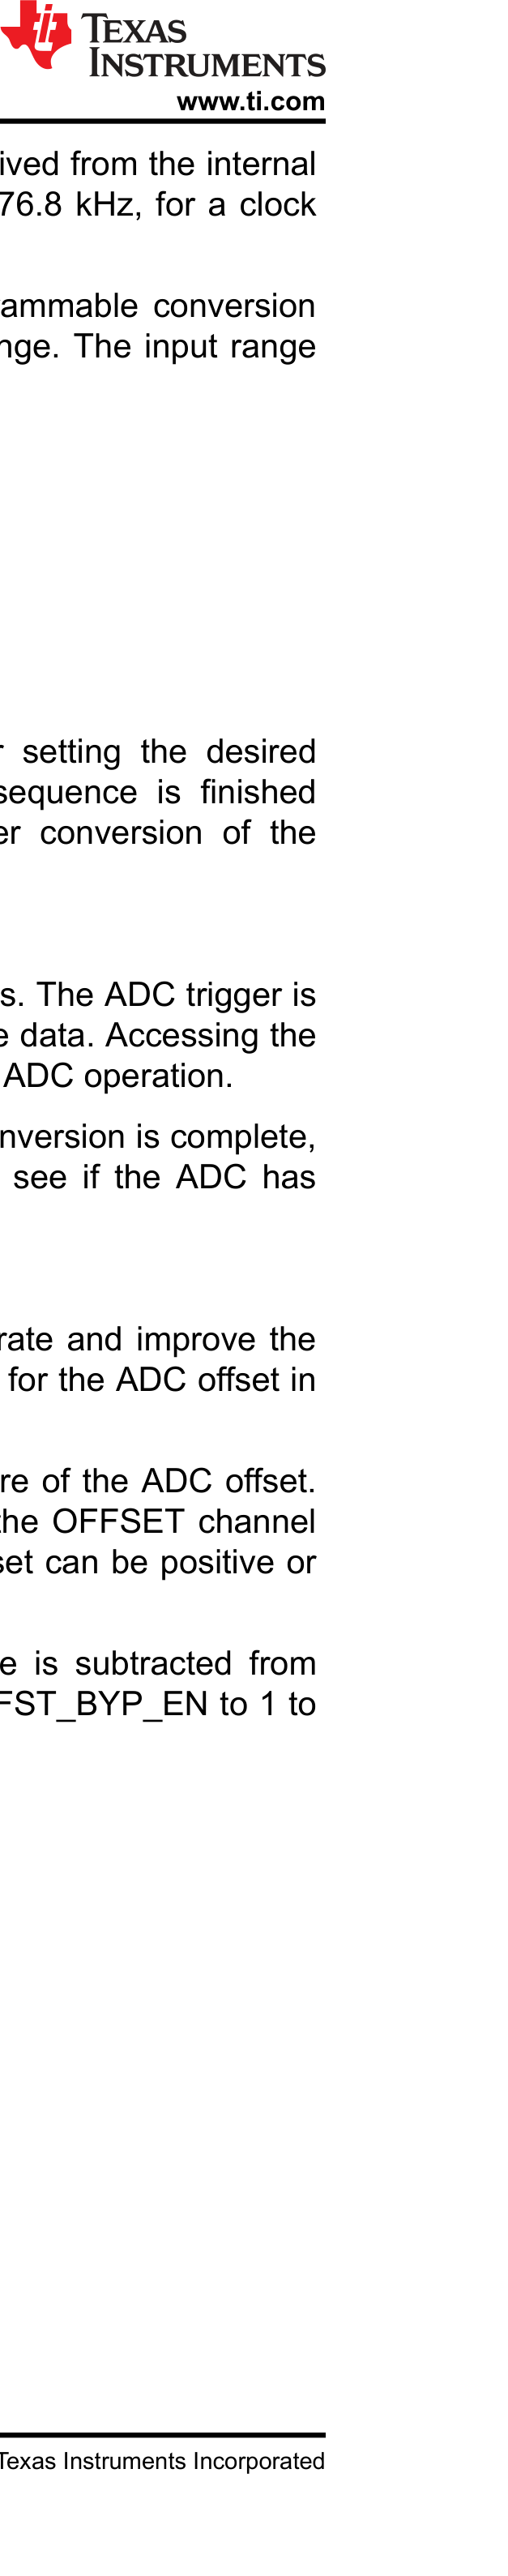 TEXAS
INSTRUMENTS
www.ti.com
ived from the internal
76.8 kHz, for a clock
ammable conversion
nge. The input range
r setting the desired
sequence is finished
er conversion of the
s. The ADC trigger is
e data. Accessing the
ADC operation.
nversion is complete,
see if the ADC has
rate and improve the
for the ADC offset in
re of the ADC offset.
the OFFSET channel
set can be positive or
e is subtracted from
FST_BYP_EN to 1 to
Texas Instruments Incorporated